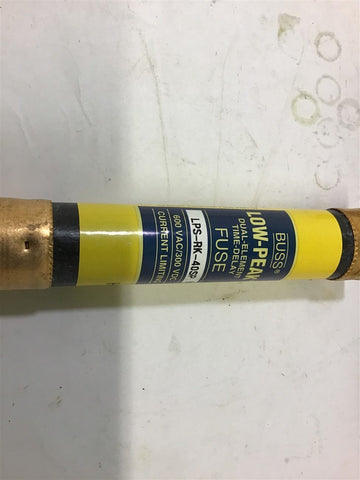 BUSS®
LOW-PEAK
DUAL-ELEMENT
TIME-DELAY
FUSE
LPS-RK-40SP
600 VAC/300 VDC
CURRENT LIMITING